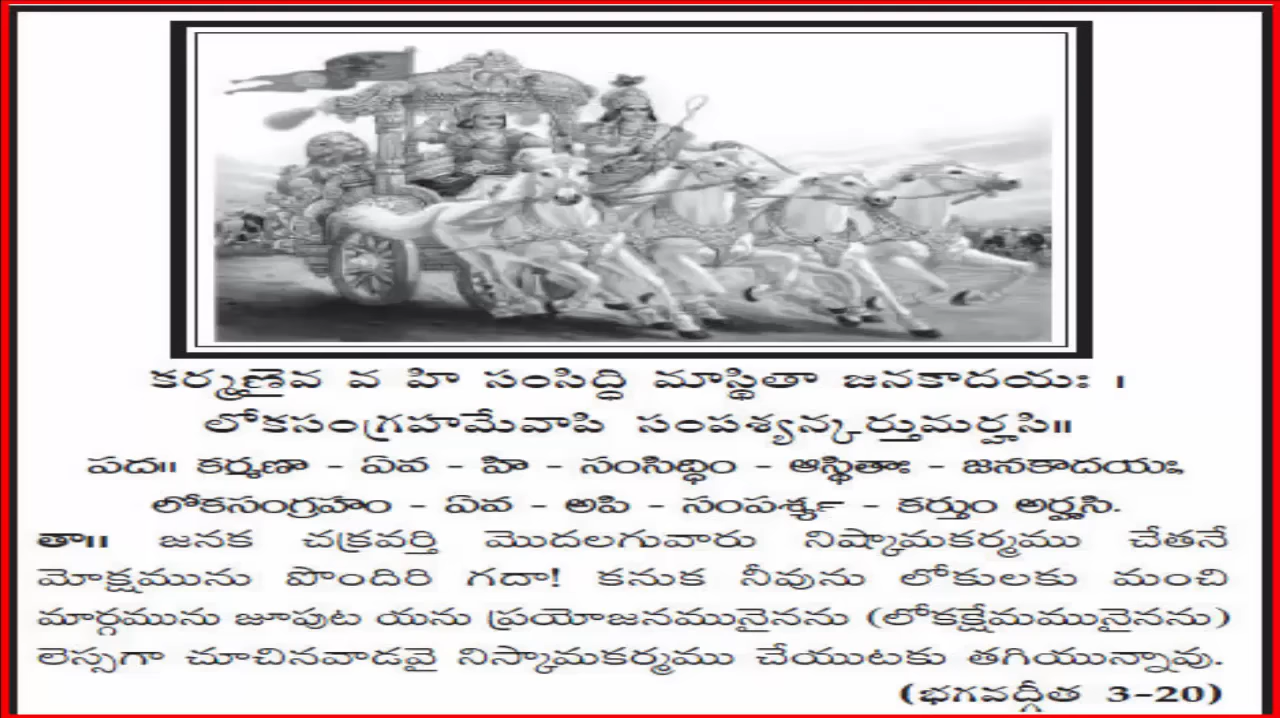 కర్మణైవ వ హి సంసిద్ధి మాస్థితా జనకాదయః ।
లోకసంగ్రహమేవాపి సంపశ్యన్కర్తుమర్హసి॥
పద॥ కర్మణా - ఏవ - హి - సంసిద్ధిం - ఆస్థితాః - జనకాదయః,
లోకసంగ్రహం - ఏవ - అపి - సంపశ్యన్ - కర్తుం అర్హసి.
తా॥ జనక చక్రవర్తి మొదలగువారు నిష్కామకర్మము చేతనే
మోక్షమును పొందిరి గదా! కనుక నీవును లోకులకు మంచి
మార్గమును జూపుట యను ప్రయోజనమునైనను (లోకక్షేమమునైనను)
లెస్సగా చూచినవాడవై నిస్కామకర్మము చేయుటకు తగియున్నావు.
(భగవద్గీత 3-20)